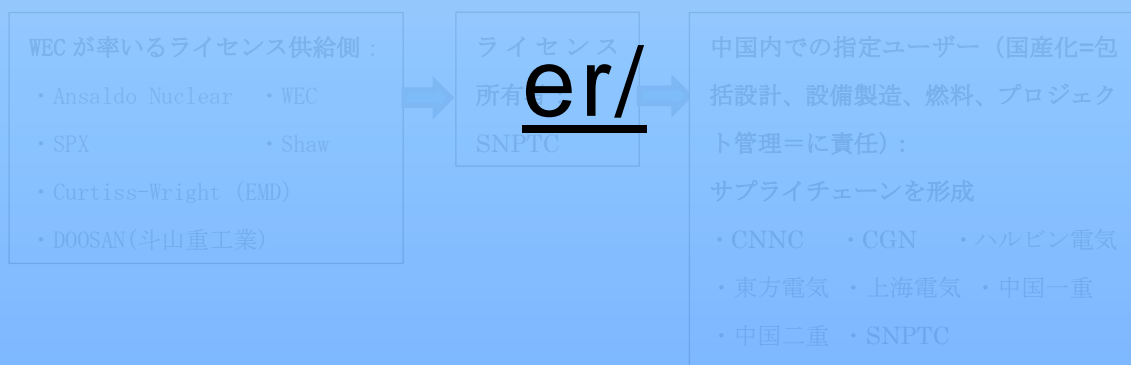 WEC が率いるライセンス供給側：
・Ansaldo Nuclear ・WEC
・SPX ・Shaw
・Curtiss-Wright (EMD)
・DOOSAN(斗山重工業)
ライセンス
所有
SNPTC
er/
中国内での指定ユーザー（国産化=包
括設計、設備製造、燃料、プロジェク
ト管理＝に責任）：
サプライチェーンを形成
・CNNC ・CGN ・ハルビン電気
・東方電気 ・上海電気 ・中国一重
・中国二重 ・SNPTC